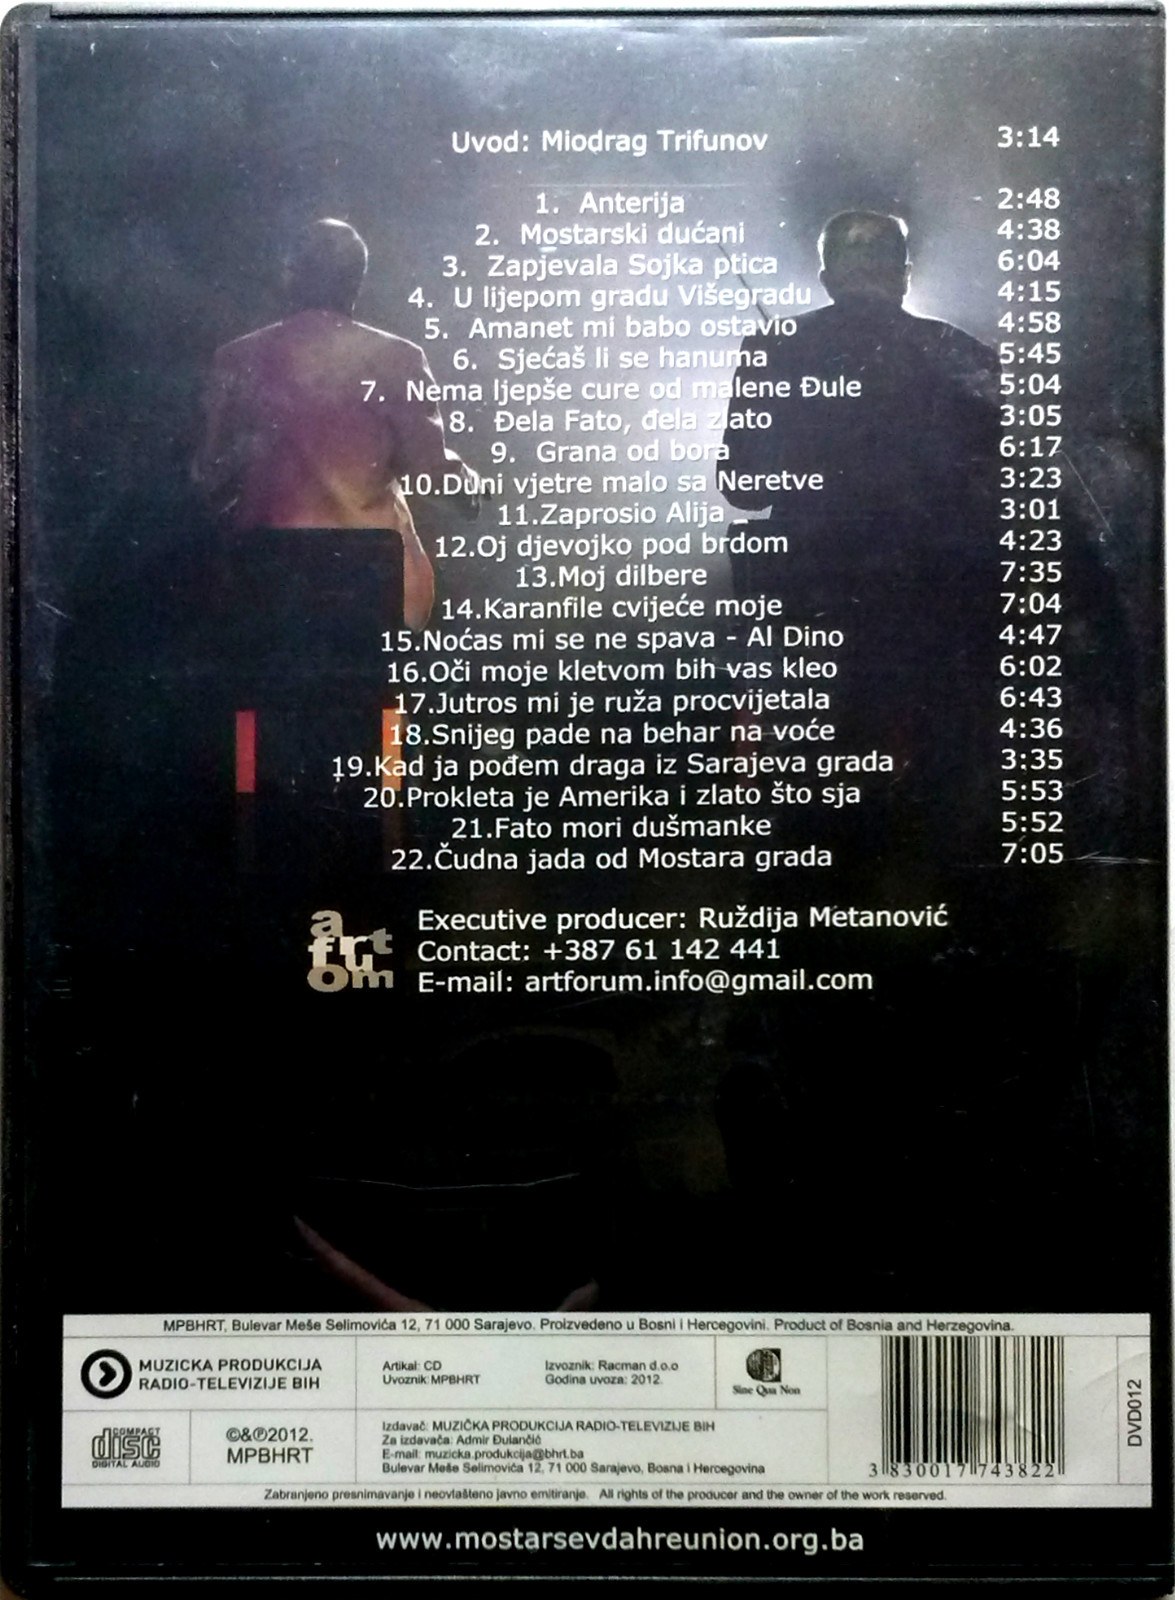 Uvod: Miodrag Trifunov 3:14
1. Anterija 2:48
2. Mostarski dućani 4:38
3. Zapjevala Sojka ptica 6:04
4. U lijepom gradu Višegradu 4:15
5. Amanet mi babo ostavio 4:58
6. Sjećaš li se hanuma 5:45
7. Nema ljepše cure od malene Đule 5:04
8. Đela Fato, đela zlato 3:05
9. Grana od bora 6:17
10.Duni vjetre malo sa Neretve 3:23
11.Zaprosio Alija 3:01
12.Oj djevojko pod brdom 4:23
13.Moj dilbere 7:35
14.Karanfile cvijeće moje 7:04
15.Noćas mi se ne spava - Al Dino 4:47
16.Oči moje kletvom bih vas kleo 6:02
17.Jutros mi je ruža procvijetala 6:43
18.Snijeg pade na behar na voće 4:36
19.Kad ja pođem draga iz Sarajeva grada 3:35
20.Prokleta je Amerika i zlato što sja 5:53
21.Fato mori dušmanke 5:52
22.Čudna jada od Mostara grada 7:05
art
forum
Executive producer: Ruždija Metanović
Contact: +387 61 142 441
E-mail: artforum.info@gmail.com
MPBHRT, Bulevar Meše Selimovića 12, 71 000 Sarajevo. Proizvedeno u Bosni i Hercegovini. Product of Bosnia and Herzegovina.
MUZICKA PRODUKCIJA
RADIO-TELEVIZIJE BIH
Artikal: CD
Uvoznik: MPBHRT
Izvoznik: Racman d.o.o
Godina uvoza: 2012.
Sine Qua Non
COMPACT
disc
DIGITAL AUDIO
©&℗2012.
MPBHRT
Izdavač: MUZIČKA PRODUKCIJA RADIO-TELEVIZIJE BIH
Za izdavača: Admir Đulančić
E-mail: muzicka.produkcija@bhrt.ba
Bulevar Meše Selimovića 12, 71 000 Sarajevo, Bosna i Hercegovina
3 830017 743822
DVD012
Zabranjeno presnimavanje i neovlašteno javno emitiranje. All rights of the producer and the owner of the work reserved.
www.mostarsevdahreunion.org.ba